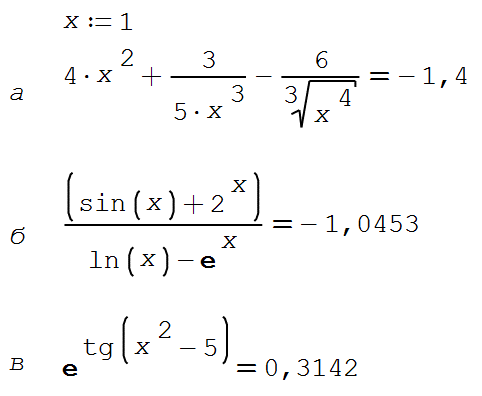 x := 1
а 4·x^2 + 3/(5·x^3) − 6/∛(x^4) = −1,4
б (sin(x)+2^x)/(ln(x)−e^x) = −1,0453
в e^tg(x^2−5) = 0,3142